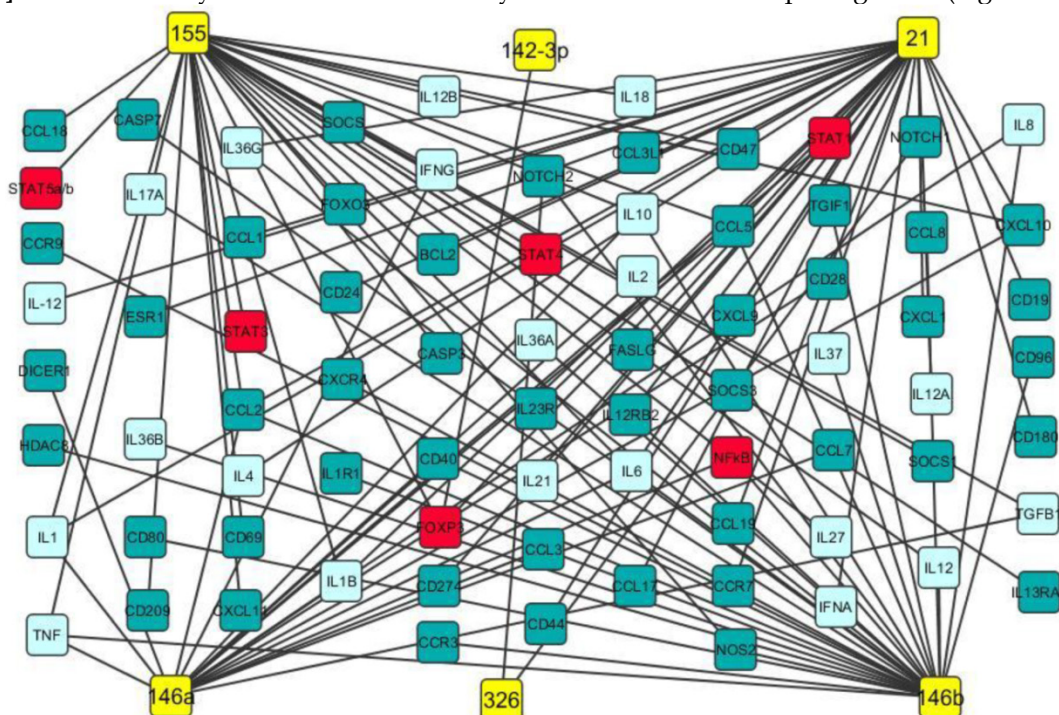 155
142-3p
21
IL12B
IL18
CCL18
CASP7
SOCS
STAT1
NOTCH1
IL8
IL36G
IFNG
CCL3L1
CD47
STAT5a/b
IL17A
NOTCH2
FOXO3
IL10
TGIF1
CCL5
CXCL10
CCR9
CCL1
BCL2
STAT4
CCL8
IL2
CD28
CD24
IL-12
CD19
ESR1
STAT3
CXCL9
CXCL1
IL36A
CASP3
FASLG
IL37
CD96
DICER1
CXCR4
SOCS3
IL12A
CCL2
IL23R
IL12RB2
HDAC8
IL36B
CD180
CD40
NFkB
CCL7
SOCS1
IL4
IL1R1
IL21
IL6
TGFB1
FOXP3
CCL19
IL1
CD80
CD69
IL27
CCL3
IL12
IL1B
CD274
CCL17
CCR7
IL13RA
CD209
CXCL11
IFNA
TNF
CD44
CCR3
NOS2
146a
326
146b